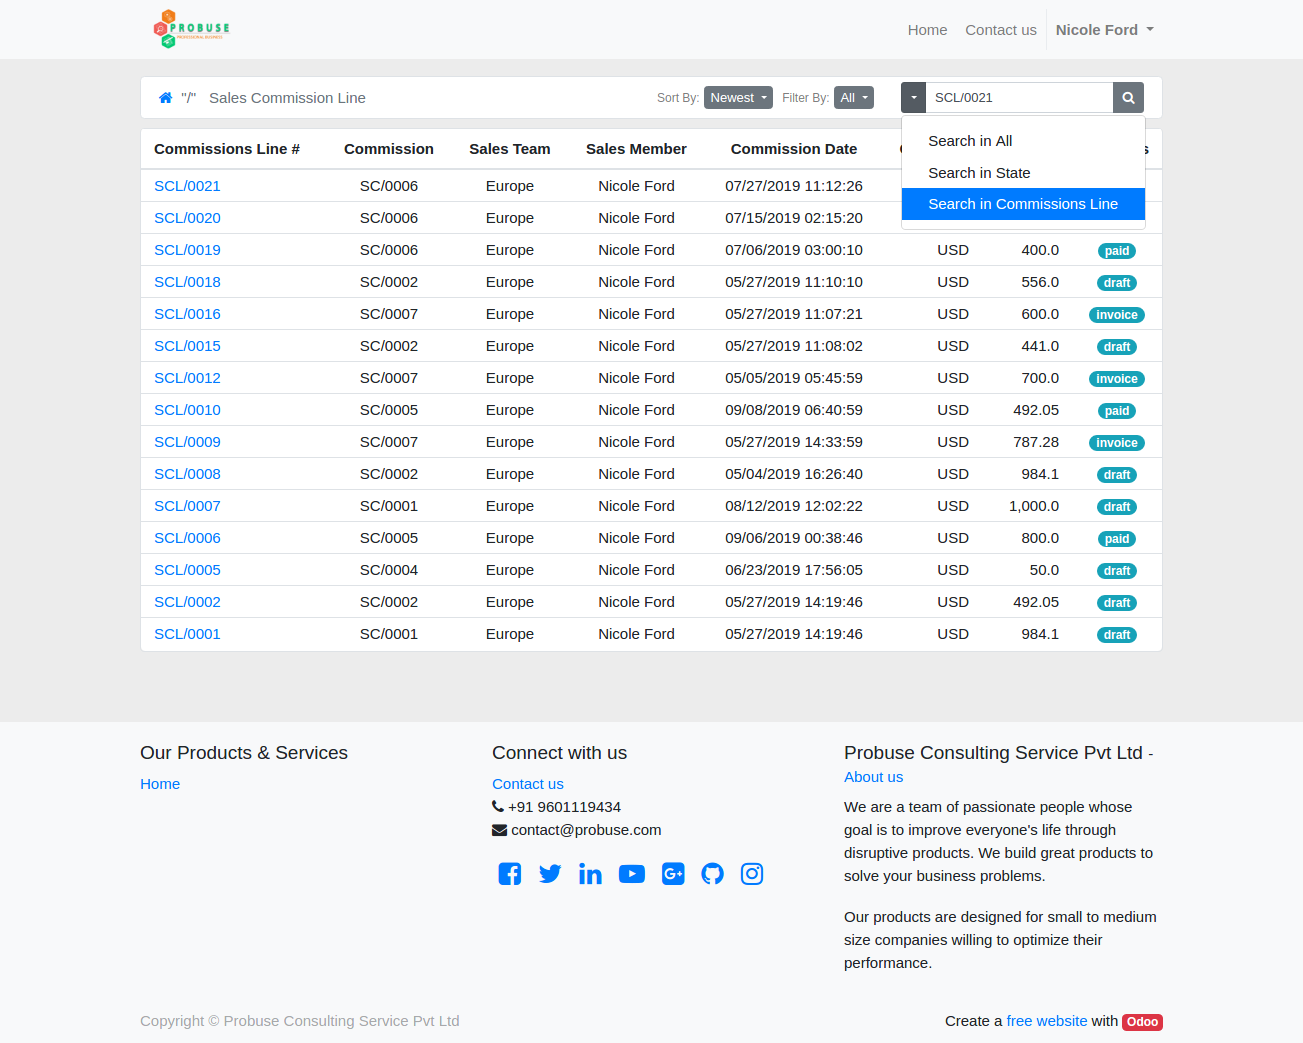 PROBUSE
Home Contact us Nicole Ford
"/" Sales Commission Line Sort By: Newest Filter By: All SCL/0021
Search in All
Search in State
Search in Commissions Line
Commissions Line # Commission Sales Team Sales Member Commission Date
SCL/0021 SC/0006 Europe Nicole Ford 07/27/2019 11:12:26
SCL/0020 SC/0006 Europe Nicole Ford 07/15/2019 02:15:20
SCL/0019 SC/0006 Europe Nicole Ford 07/06/2019 03:00:10 USD 400.0 paid
SCL/0018 SC/0002 Europe Nicole Ford 05/27/2019 11:10:10 USD 556.0 draft
SCL/0016 SC/0007 Europe Nicole Ford 05/27/2019 11:07:21 USD 600.0 invoice
SCL/0015 SC/0002 Europe Nicole Ford 05/27/2019 11:08:02 USD 441.0 draft
SCL/0012 SC/0007 Europe Nicole Ford 05/05/2019 05:45:59 USD 700.0 invoice
SCL/0010 SC/0005 Europe Nicole Ford 09/08/2019 06:40:59 USD 492.05 paid
SCL/0009 SC/0007 Europe Nicole Ford 05/27/2019 14:33:59 USD 787.28 invoice
SCL/0008 SC/0002 Europe Nicole Ford 05/04/2019 16:26:40 USD 984.1 draft
SCL/0007 SC/0001 Europe Nicole Ford 08/12/2019 12:02:22 USD 1,000.0 draft
SCL/0006 SC/0005 Europe Nicole Ford 09/06/2019 00:38:46 USD 800.0 paid
SCL/0005 SC/0004 Europe Nicole Ford 06/23/2019 17:56:05 USD 50.0 draft
SCL/0002 SC/0002 Europe Nicole Ford 05/27/2019 14:19:46 USD 492.05 draft
SCL/0001 SC/0001 Europe Nicole Ford 05/27/2019 14:19:46 USD 984.1 draft
Our Products & Services
Home
Connect with us
Contact us
+91 9601119434
contact@probuse.com
Probuse Consulting Service Pvt Ltd -
About us
We are a team of passionate people whose
goal is to improve everyone's life through
disruptive products. We build great products to
solve your business problems.
Our products are designed for small to medium
size companies willing to optimize their
performance.
Copyright © Probuse Consulting Service Pvt Ltd
Create a free website with Odoo